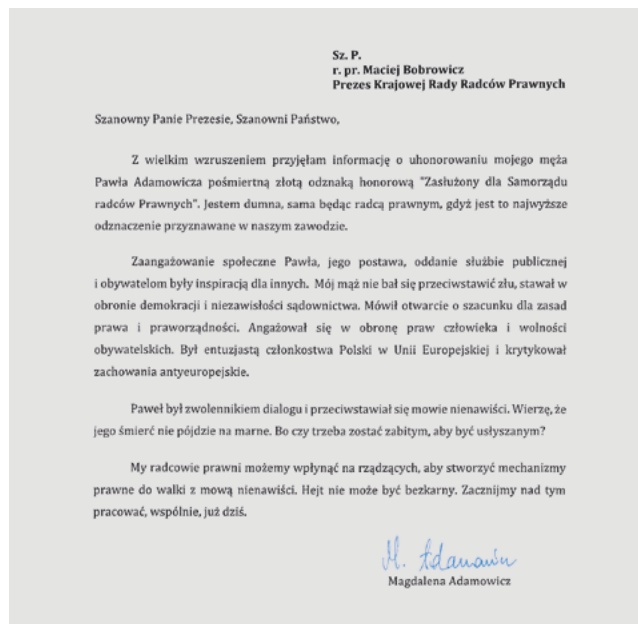 Sz. P.
r. pr. Maciej Bobrowicz
Prezes Krajowej Rady Radców Prawnych
Szanowny Panie Prezesie, Szanowni Państwo,
Z wielkim wzruszeniem przyjęłam informację o uhonorowaniu mojego męża
Pawła Adamowicza pośmiertną złotą odznaką honorową "Zasłużony dla Samorządu
radców Prawnych". Jestem dumna, sama będąc radcą prawnym, gdyż jest to najwyższe
odznaczenie przyznawane w naszym zawodzie.
Zaangażowanie społeczne Pawła, jego postawa, oddanie służbie publicznej
i obywatelom były inspiracją dla innych. Mój mąż nie bał się przeciwstawić złu, stawał w
obronie demokracji i niezawisłości sądownictwa. Mówił otwarcie o szacunku dla zasad
prawa i praworządności. Angażował się w obronę praw człowieka i wolności
obywatelskich. Był entuzjastą członkostwa Polski w Unii Europejskiej i krytykował
zachowania antyeuropejskie.
Paweł był zwolennikiem dialogu i przeciwstawiał się mowie nienawiści. Wierzę, że
jego śmierć nie pójdzie na marne. Bo czy trzeba zostać zabitym, aby być usłyszanym?
My radcowie prawni możemy wpłynąć na rządzących, aby stworzyć mechanizmy
prawne do walki z mową nienawiści. Hejt nie może być bezkarny. Zacznijmy nad tym
pracować, wspólnie, już dziś.
M. Adamowicz
Magdalena Adamowicz